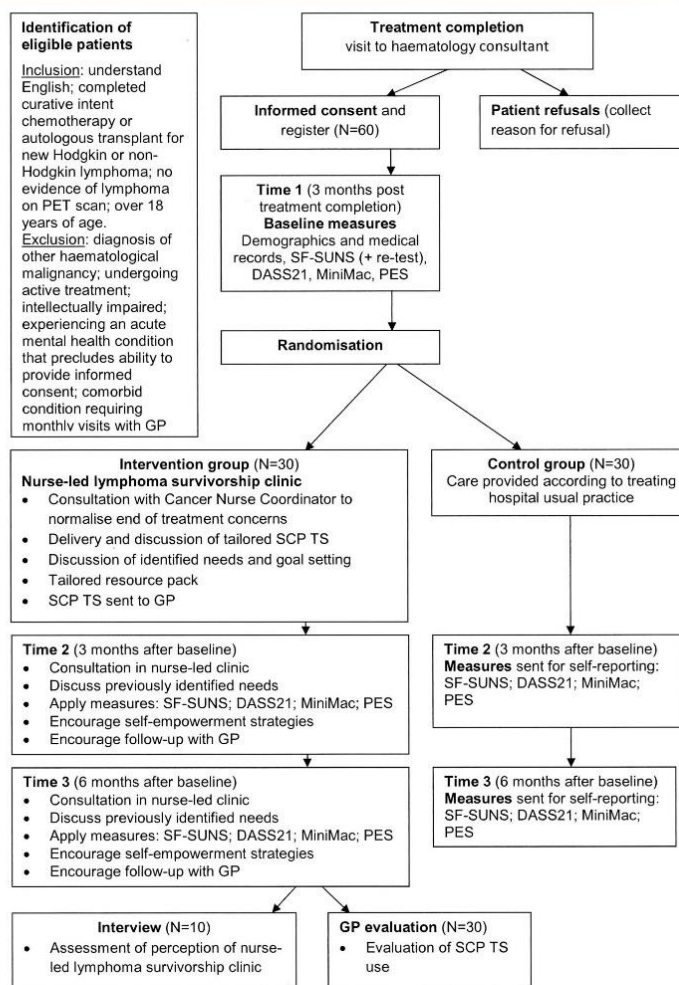 Identification of
eligible patients
Inclusion: understand
English; completed
curative intent
chemotherapy or
autologous transplant for
new Hodgkin or non-
Hodgkin lymphoma; no
evidence of lymphoma
on PET scan; over 18
years of age.
Exclusion: diagnosis of
other haematological
malignancy; undergoing
active treatment;
intellectually impaired;
experiencing an acute
mental health condition
that precludes ability to
provide informed
consent; comorbid
condition requiring
monthly visits with GP
Treatment completion
visit to haematology consultant
Informed consent and
register (N=60)
Patient refusals (collect
reason for refusal)
Time 1 (3 months post
treatment completion)
Baseline measures
Demographics and medical
records, SF-SUNS (+ re-test),
DASS21, MiniMac, PES
Randomisation
Intervention group (N=30)
Nurse-led lymphoma survivorship clinic
• Consultation with Cancer Nurse Coordinator to
normalise end of treatment concerns
• Delivery and discussion of tailored SCP TS
• Discussion of identified needs and goal setting
• Tailored resource pack
• SCP TS sent to GP
Control group (N=30)
Care provided according to treating
hospital usual practice
Time 2 (3 months after baseline)
• Consultation in nurse-led clinic
• Discuss previously identified needs
• Apply measures: SF-SUNS; DASS21; MiniMac; PES
• Encourage self-empowerment strategies
• Encourage follow-up with GP
Time 2 (3 months after baseline)
Measures sent for self-reporting:
SF-SUNS; DASS21; MiniMac;
PES
Time 3 (6 months after baseline)
• Consultation in nurse-led clinic
• Discuss previously identified needs
• Apply measures: SF-SUNS; DASS21; MiniMac; PES
• Encourage self-empowerment strategies
• Encourage follow-up with GP
Time 3 (6 months after baseline)
Measures sent for self-reporting:
SF-SUNS; DASS21; MiniMac;
PES
Interview (N=10)
• Assessment of perception of nurse-
led lymphoma survivorship clinic
GP evaluation (N=30)
• Evaluation of SCP TS
use